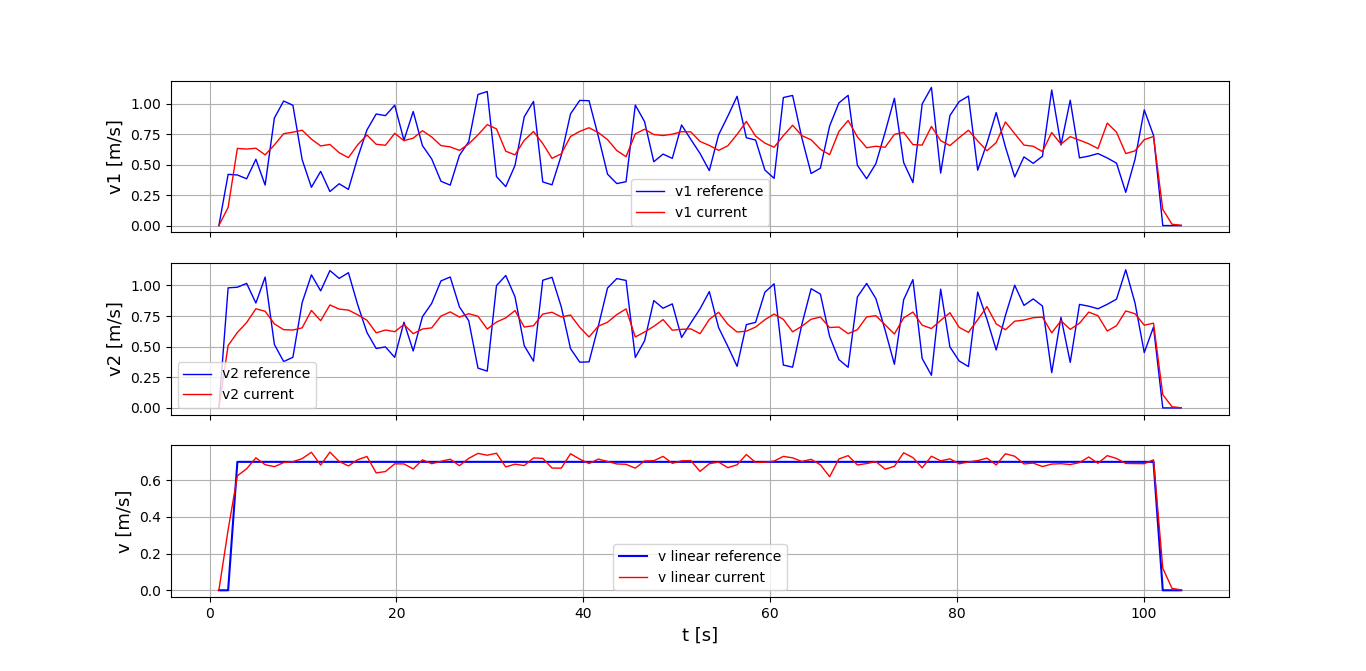 v1 [m/s]
1.00
0.75
0.50
0.25
0.00
v1 reference
v1 current
v2 [m/s]
1.00
0.75
0.50
0.25
0.00
v2 reference
v2 current
v [m/s]
0.6
0.4
0.2
0.0
v linear reference
v linear current
0 20 40 60 80 100
t [s]